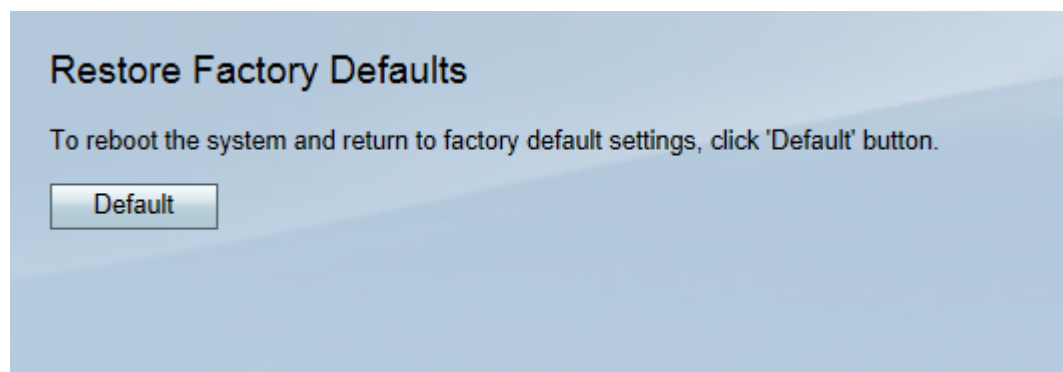 Restore Factory Defaults
To reboot the system and return to factory default settings, click 'Default' button.
Default